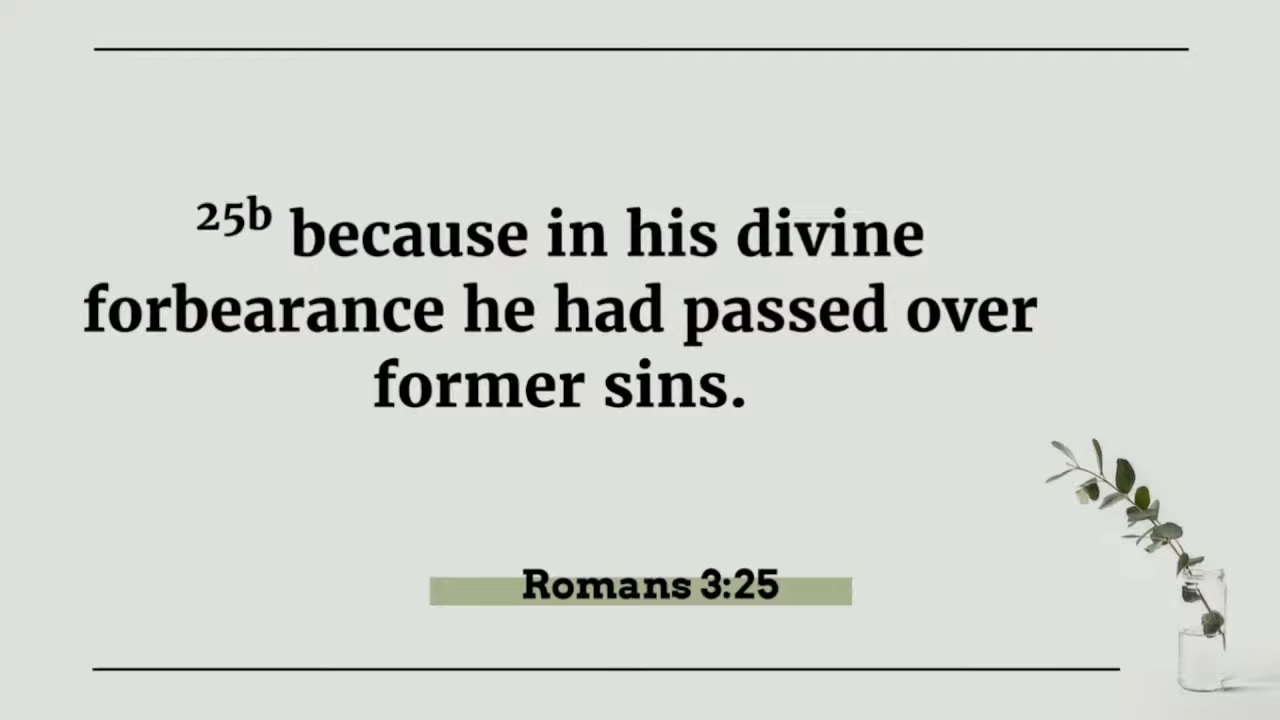 25b because in his divine
forbearance he had passed over
former sins.
Romans 3:25